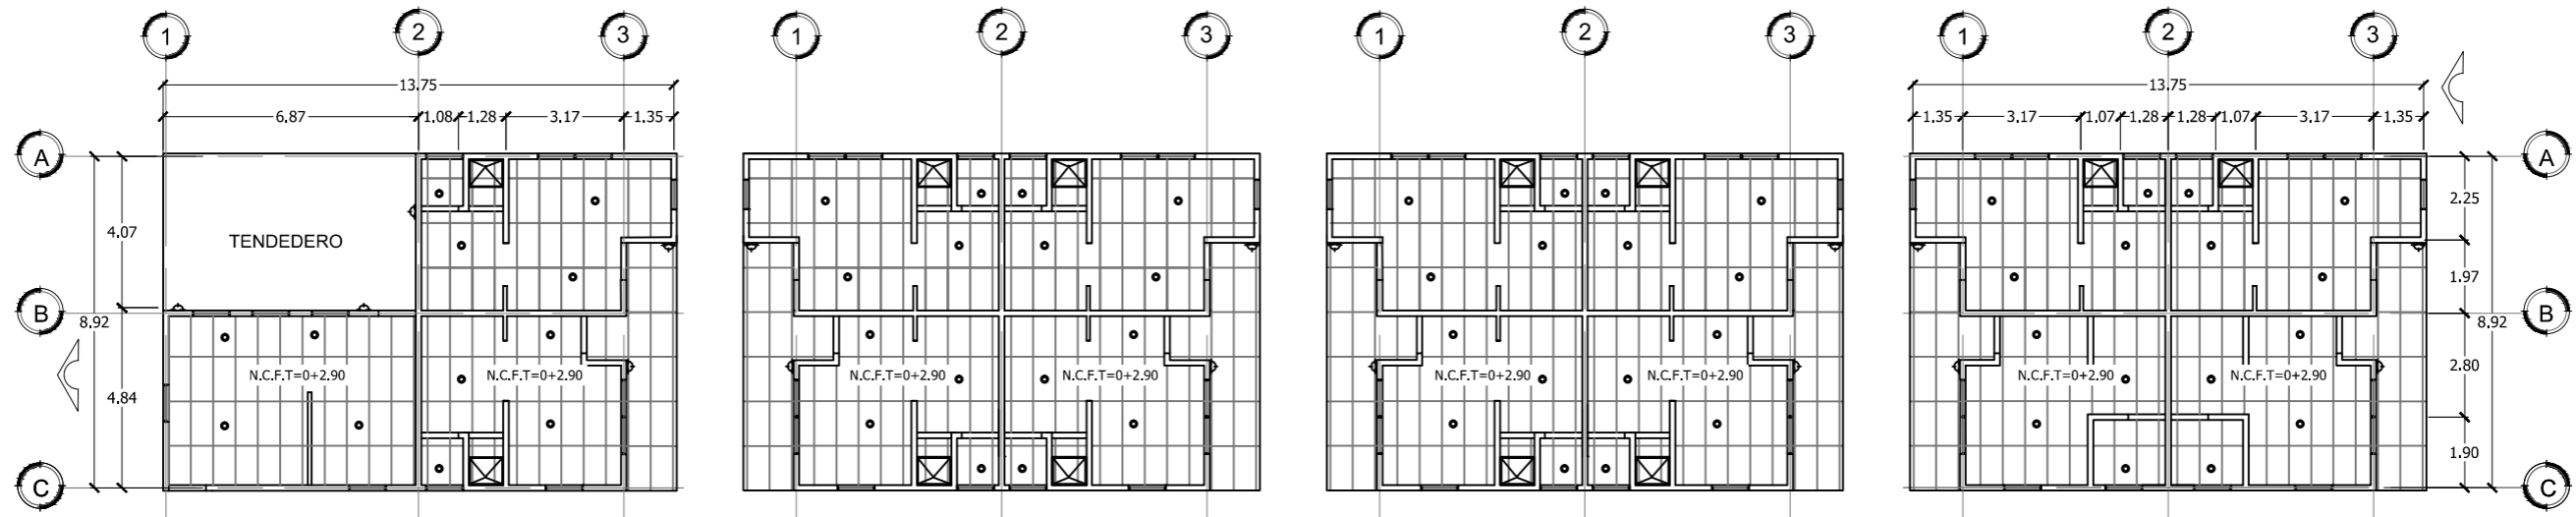 1 2 3 1 2 3 1 2 3 1 2 3
13.75 13.75
6.87 1.08 1.28 3.17 1.35 1.35 3.17 1.07 1.28 1.28 1.07 3.17 1.35
A A
2.25
4.07 TENDEDERO
1.97
B 8.92 B 8.92
N.C.F.T=0+2.90 N.C.F.T=0+2.90 N.C.F.T=0+2.90 N.C.F.T=0+2.90 N.C.F.T=0+2.90 N.C.F.T=0+2.90 N.C.F.T=0+2.90 N.C.F.T=0+2.90 2.80
4.84
1.90
C C